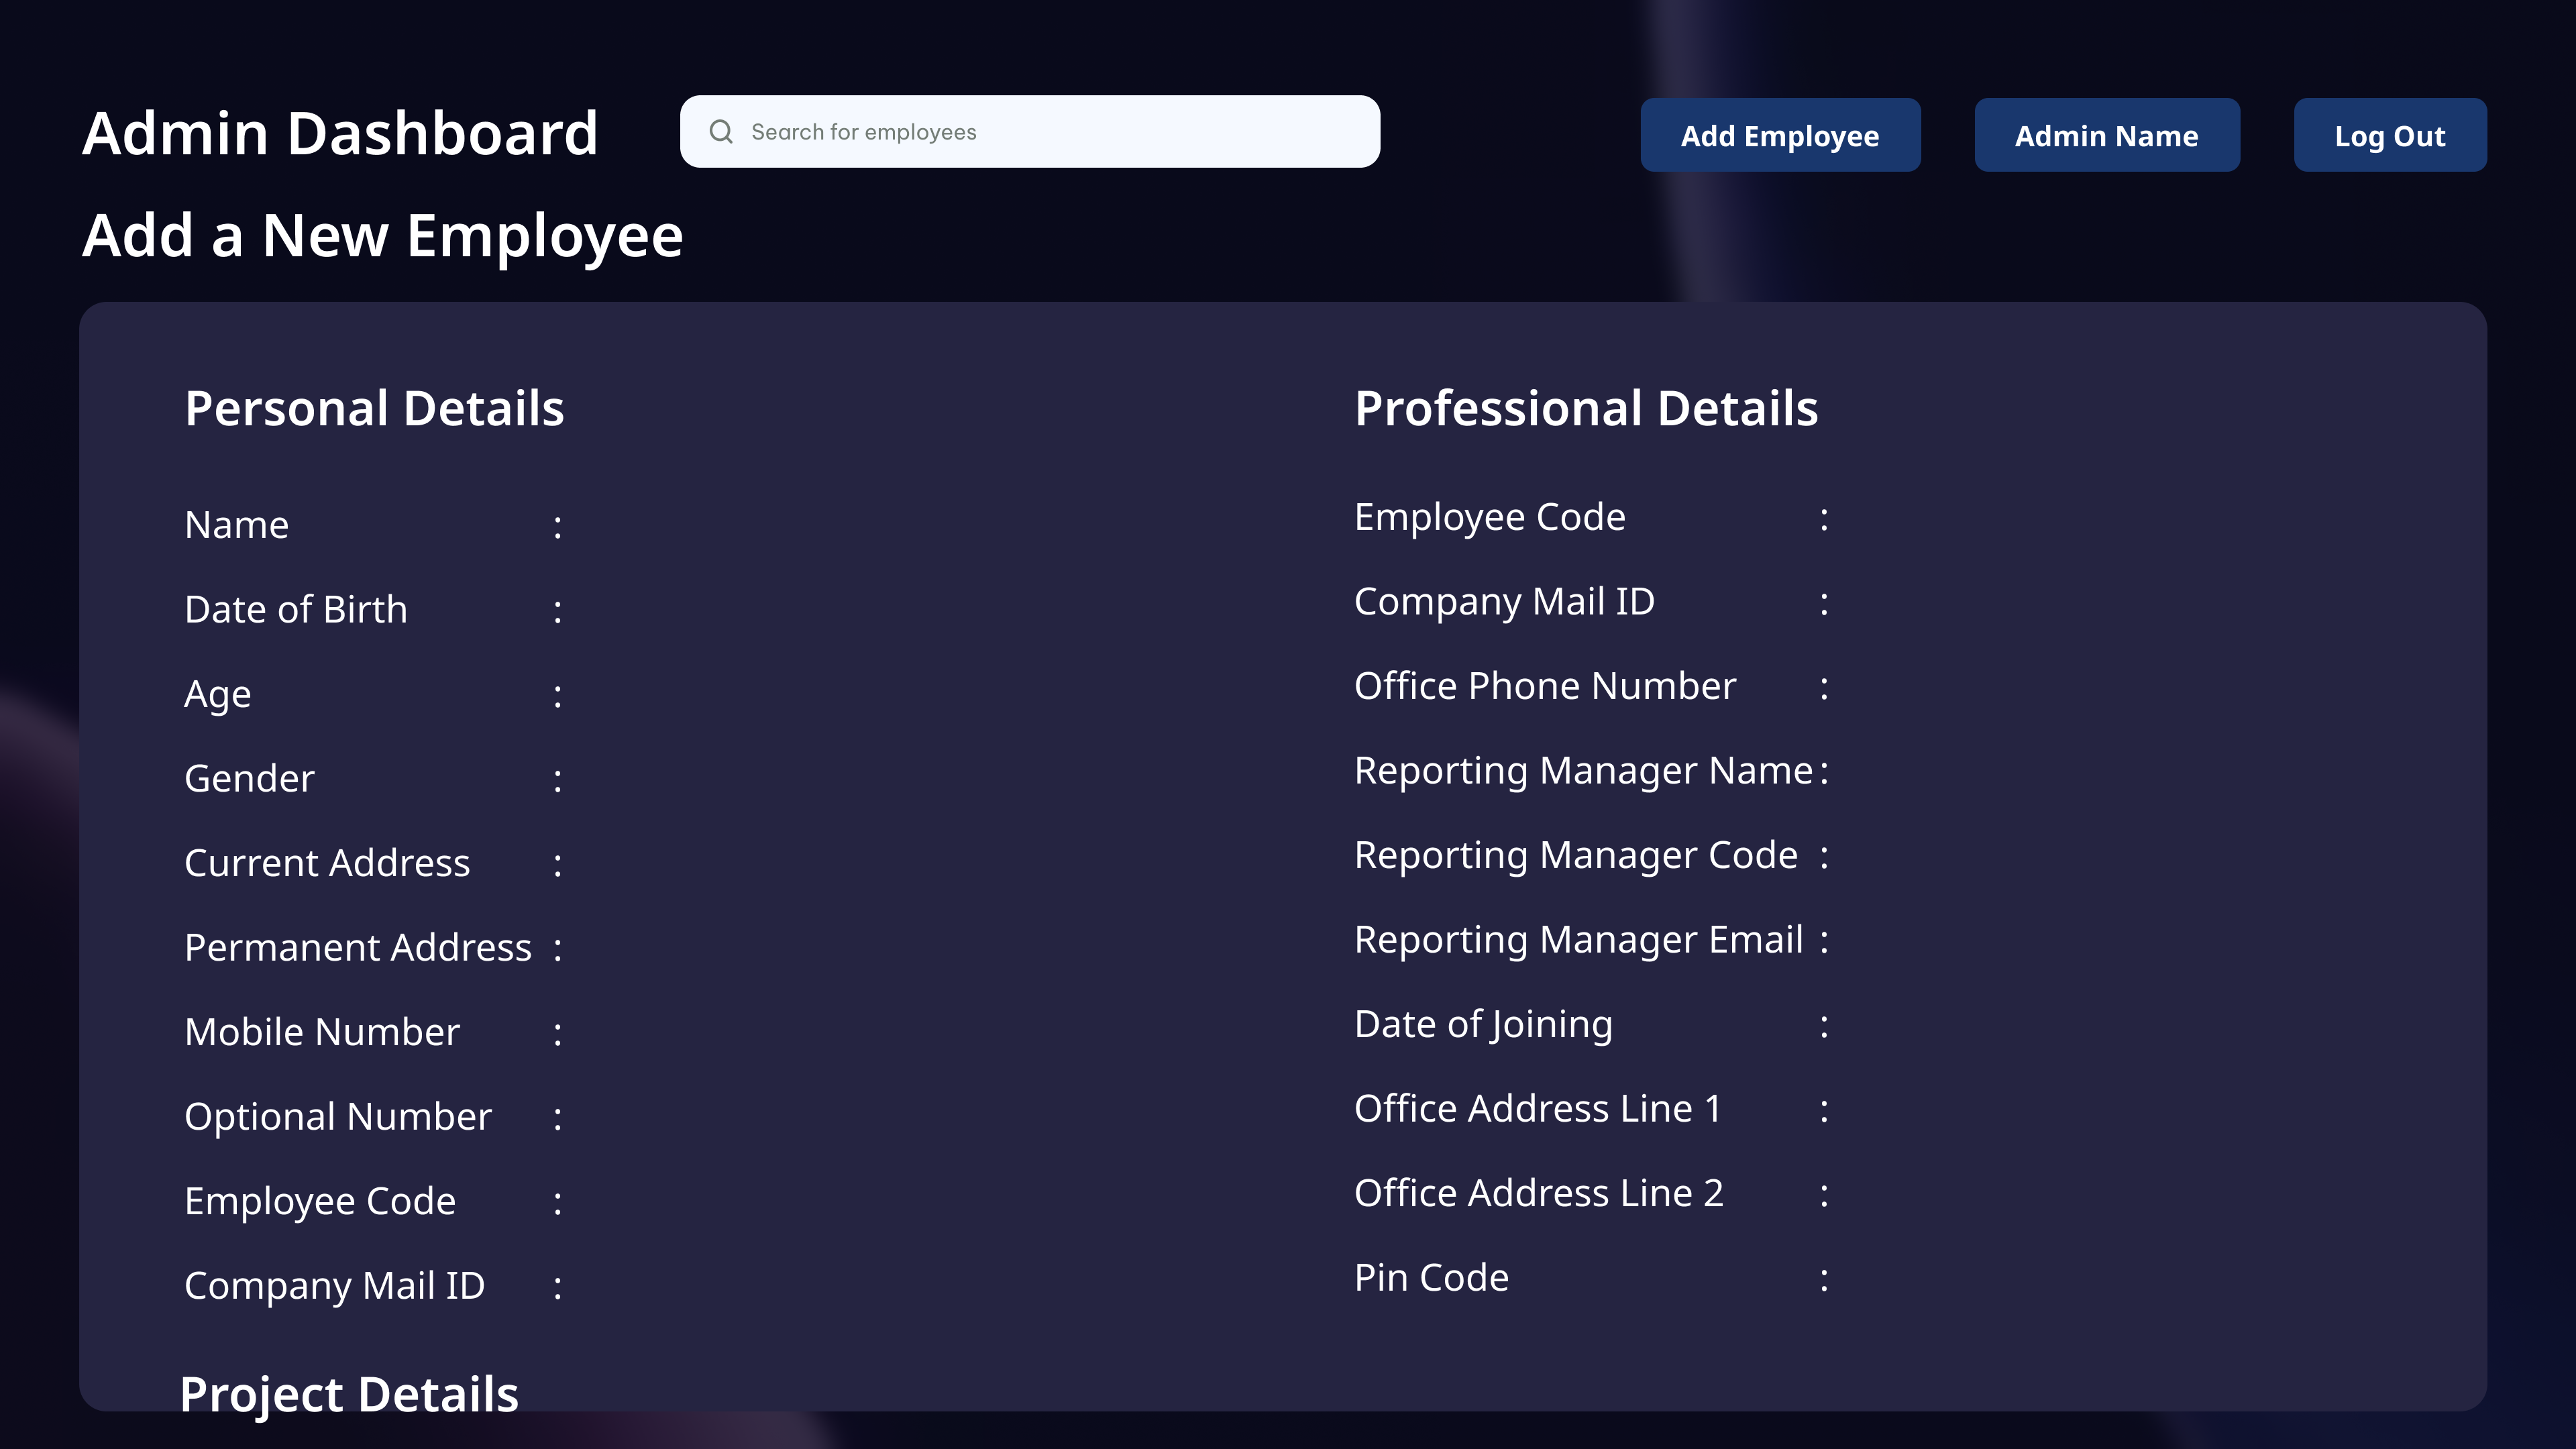 Admin Dashboard
Search for employees
Add Employee
Admin Name
Log Out
Add a New Employee
Personal Details
Name :
Date of Birth :
Age :
Gender :
Current Address :
Permanent Address :
Mobile Number :
Optional Number :
Employee Code :
Company Mail ID :
Professional Details
Employee Code :
Company Mail ID :
Office Phone Number :
Reporting Manager Name :
Reporting Manager Code :
Reporting Manager Email :
Date of Joining :
Office Address Line 1 :
Office Address Line 2 :
Pin Code :
Project Details